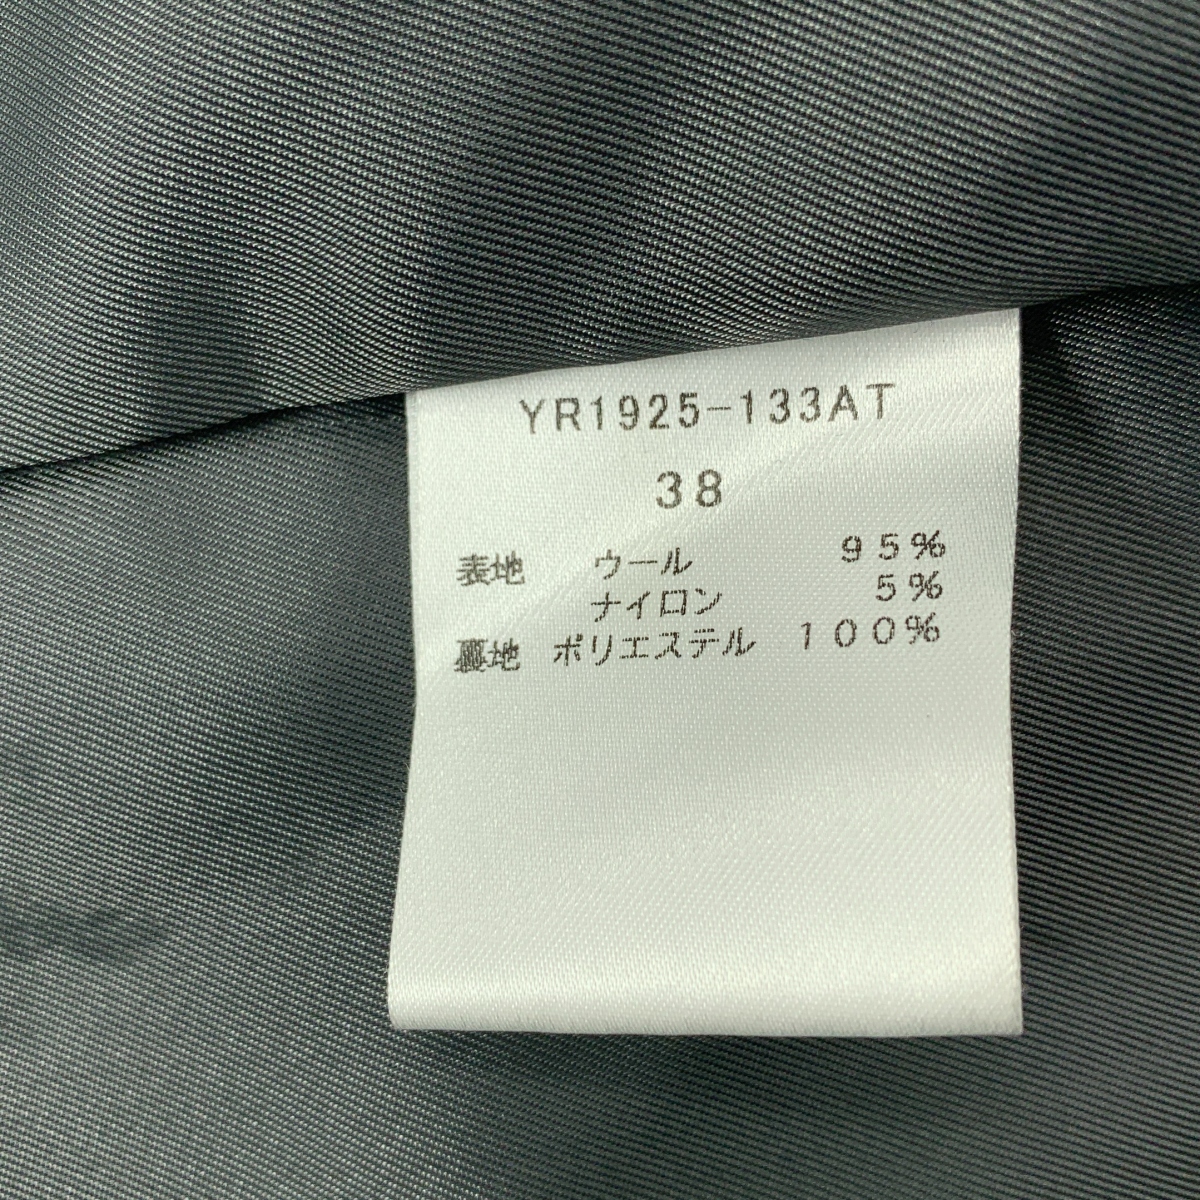 YR1925-133AT
38
表地 ウール 95%
ナイロン 5%
裏地 ポリエステル 100%